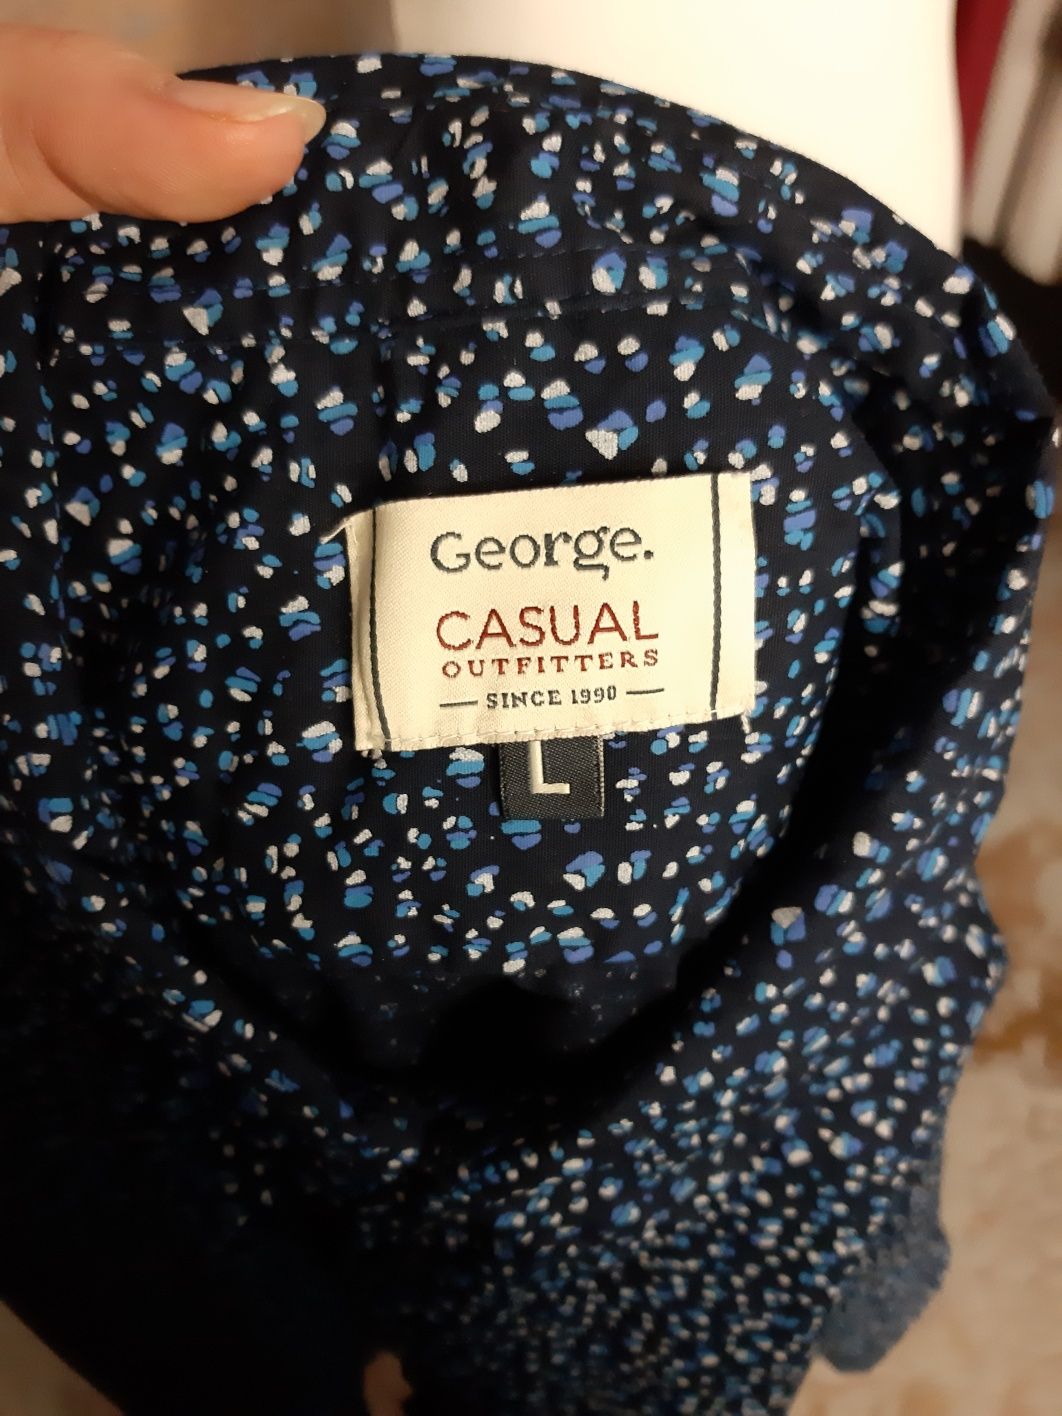 George.
CASUAL
OUTFITTERS
SINCE 1990
L